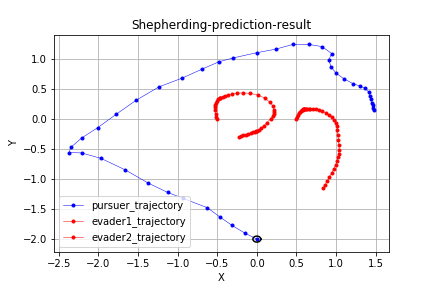 Shepherding-prediction-result
1.0
0.5
0.0
−0.5
−1.0
−1.5
−2.0
Y
pursuer_trajectory
evader1_trajectory
evader2_trajectory
−2.5 −2.0 −1.5 −1.0 −0.5 0.0 0.5 1.0 1.5
X